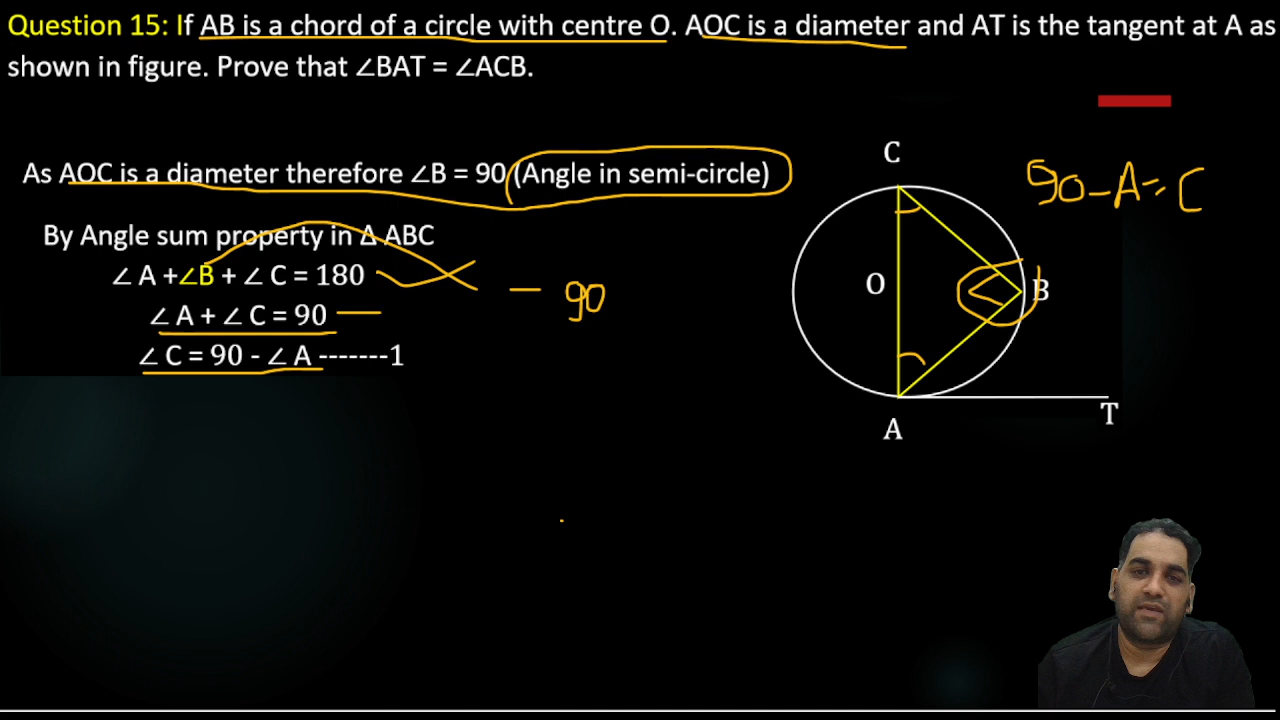 Question 15: If AB is a chord of a circle with centre O. AOC is a diameter and AT is the tangent at A as
shown in figure. Prove that ∠BAT = ∠ACB.
As AOC is a diameter therefore ∠B = 90 (Angle in semi-circle)
By Angle sum property in Δ ABC
∠ A +∠B + ∠ C = 180
∠ A + ∠ C = 90
∠ C = 90 - ∠ A -------1
— 90
C
90-A=C
O
B
A
T